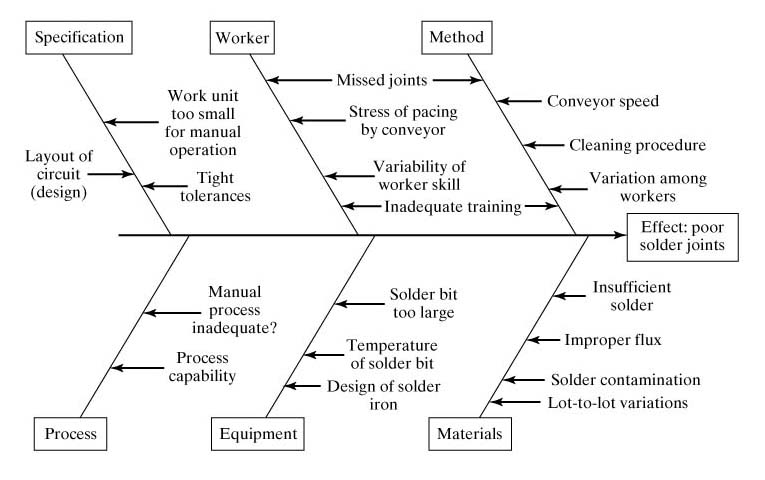 Specification
Worker
Method
Work unit
too small
for manual
operation
Layout of
circuit
(design)
Tight
tolerances
Missed joints
Stress of pacing
by conveyor
Variability of
worker skill
Inadequate training
Conveyor speed
Cleaning procedure
Variation among
workers
Effect: poor
solder joints
Manual
process
inadequate?
Process
capability
Solder bit
too large
Temperature
of solder bit
Design of solder
iron
Insufficient
solder
Improper flux
Solder contamination
Lot-to-lot variations
Process
Equipment
Materials